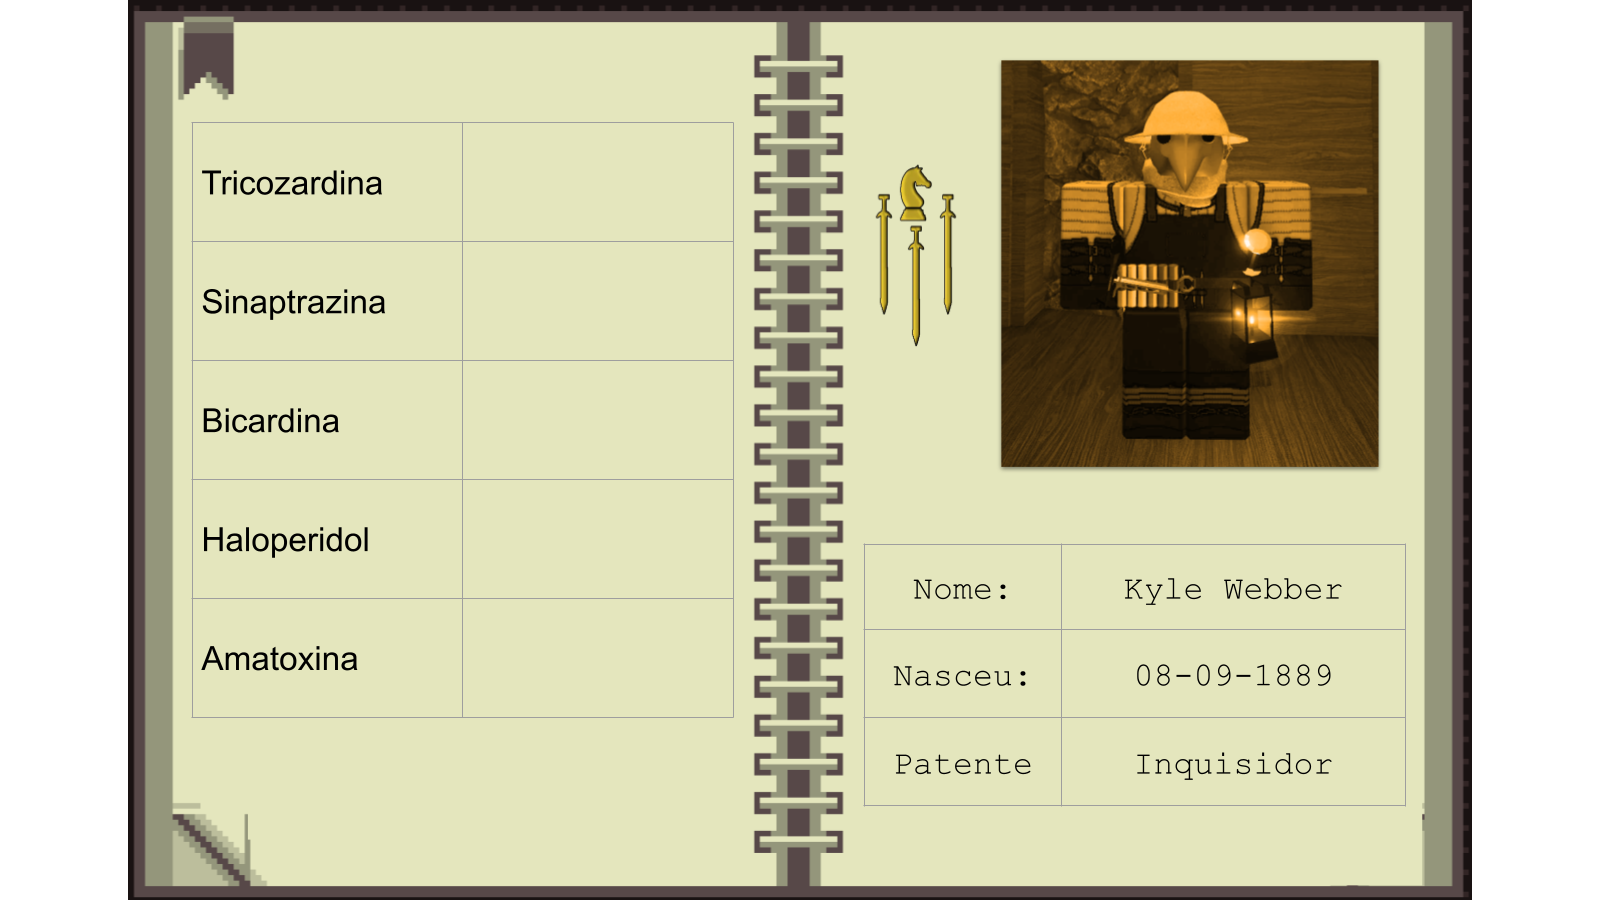 Tricozardina
Sinaptrazina
Bicardina
Haloperidol
Amatoxina
Nome: Kyle Webber
Nasceu: 08-09-1889
Patente Inquisidor